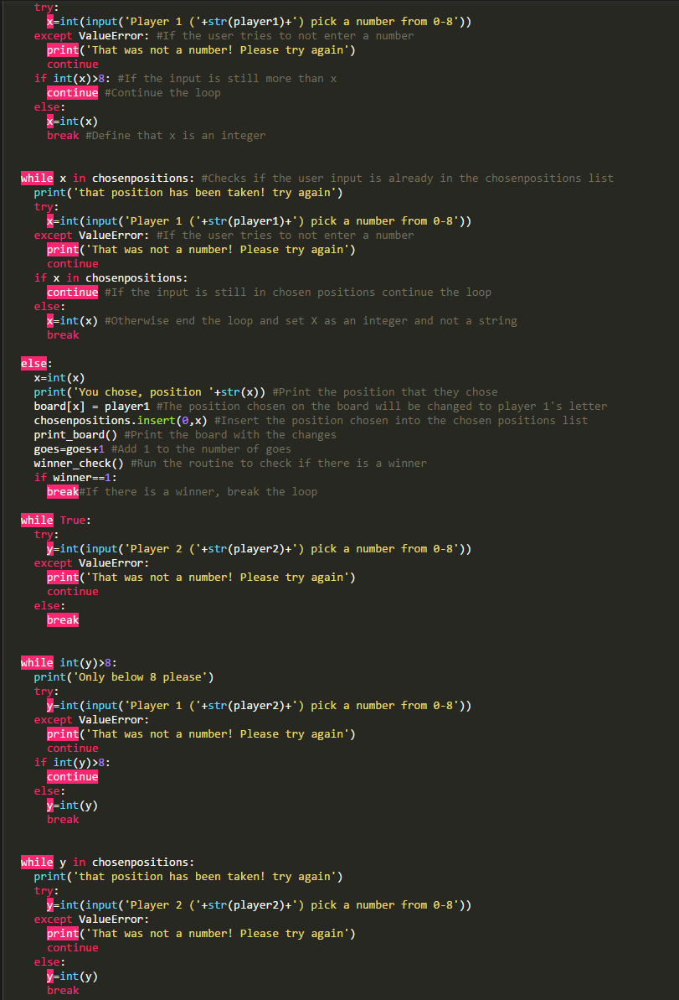 try:
x=int(input('Player 1 ('+str(player1)+') pick a number from 0-8'))
except ValueError: #If the user tries to not enter a number
print('That was not a number! Please try again')
continue
if int(x)>8: #If the input is still more than x
continue #Continue the loop
else:
x=int(x)
break #Define that x is an integer
while x in chosenpositions: #Checks if the user input is already in the chosenpositions list
print('that position has been taken! try again')
try:
x=int(input('Player 1 ('+str(player1)+') pick a number from 0-8'))
except ValueError: #If the user tries to not enter a number
print('That was not a number! Please try again')
continue
if x in chosenpositions:
continue #If the input is still in chosen positions continue the loop
else:
x=int(x) #Otherwise end the loop and set X as an integer and not a string
break
else:
x=int(x)
print('You chose, position '+str(x)) #Print the position that they chose
board[x] = player1 #The position chosen on the board will be changed to player 1's letter
chosenpositions.insert(0,x) #Insert the position chosen into the chosen positions list
print_board() #Print the board with the changes
goes=goes+1 #Add 1 to the number of goes
winner_check() #Run the routine to check if there is a winner
if winner==1:
break#If there is a winner, break the loop
while True:
try:
y=int(input('Player 2 ('+str(player2)+') pick a number from 0-8'))
except ValueError:
print('That was not a number! Please try again')
continue
else:
break
while int(y)>8:
print('Only below 8 please')
try:
y=int(input('Player 1 ('+str(player2)+') pick a number from 0-8'))
except ValueError:
print('That was not a number! Please try again')
continue
if int(y)>8:
continue
else:
y=int(y)
break
while y in chosenpositions:
print('that position has been taken! try again')
try:
y=int(input('Player 2 ('+str(player2)+') pick a number from 0-8'))
except ValueError:
print('That was not a number! Please try again')
continue
else:
y=int(y)
break